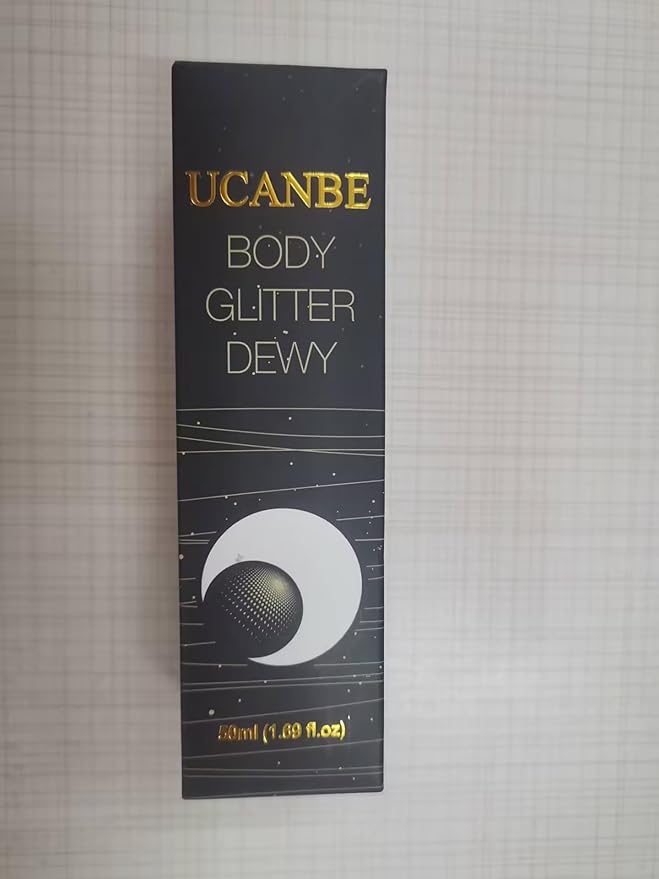 UCANBE
BODY
GLITTER
DEWY
50ml (1.69 fl.oz)